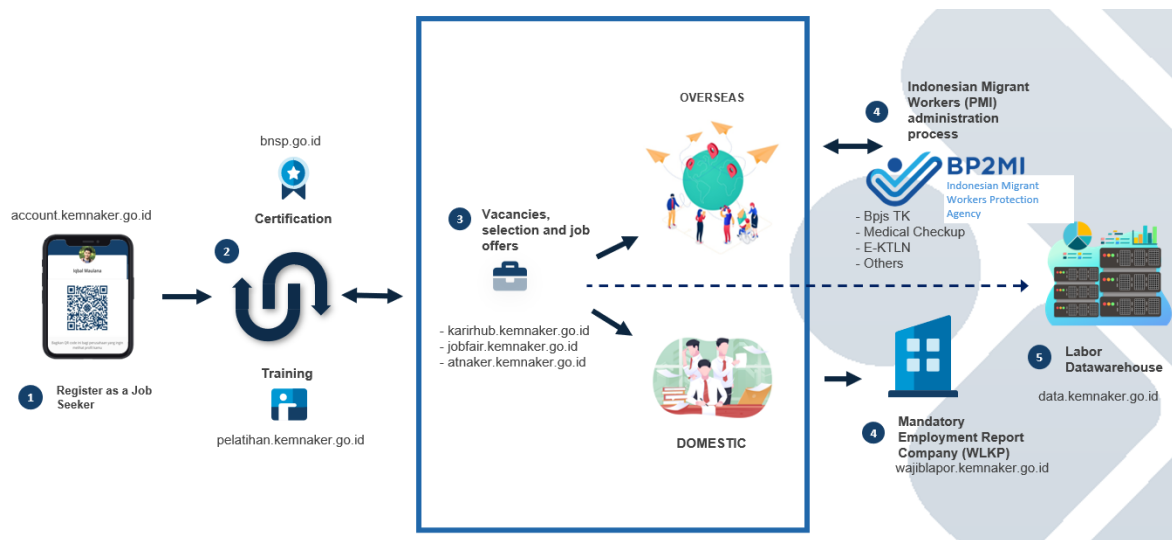 account.kemnaker.go.id
Iqbal Maulana
1
Register as a Job
Seeker
bnsp.go.id
Certification
2
Training
pelatihan.kemnaker.go.id
3
Vacancies,
selection and job
offers
- karirhub.kemnaker.go.id
- jobfair.kemnaker.go.id
- atnaker.kemnaker.go.id
OVERSEAS
DOMESTIC
4
Indonesian Migrant
Workers (PMI)
administration
process
BP2MI
Indonesian Migrant
Workers Protection
Agency
- Bpjs TK
- Medical Checkup
- E-KTLN
- Others
4
Mandatory
Employment Report
Company (WLKP)
wajiblapor.kemnaker.go.id
5
Labor
Datawarehouse
data.kemnaker.go.id